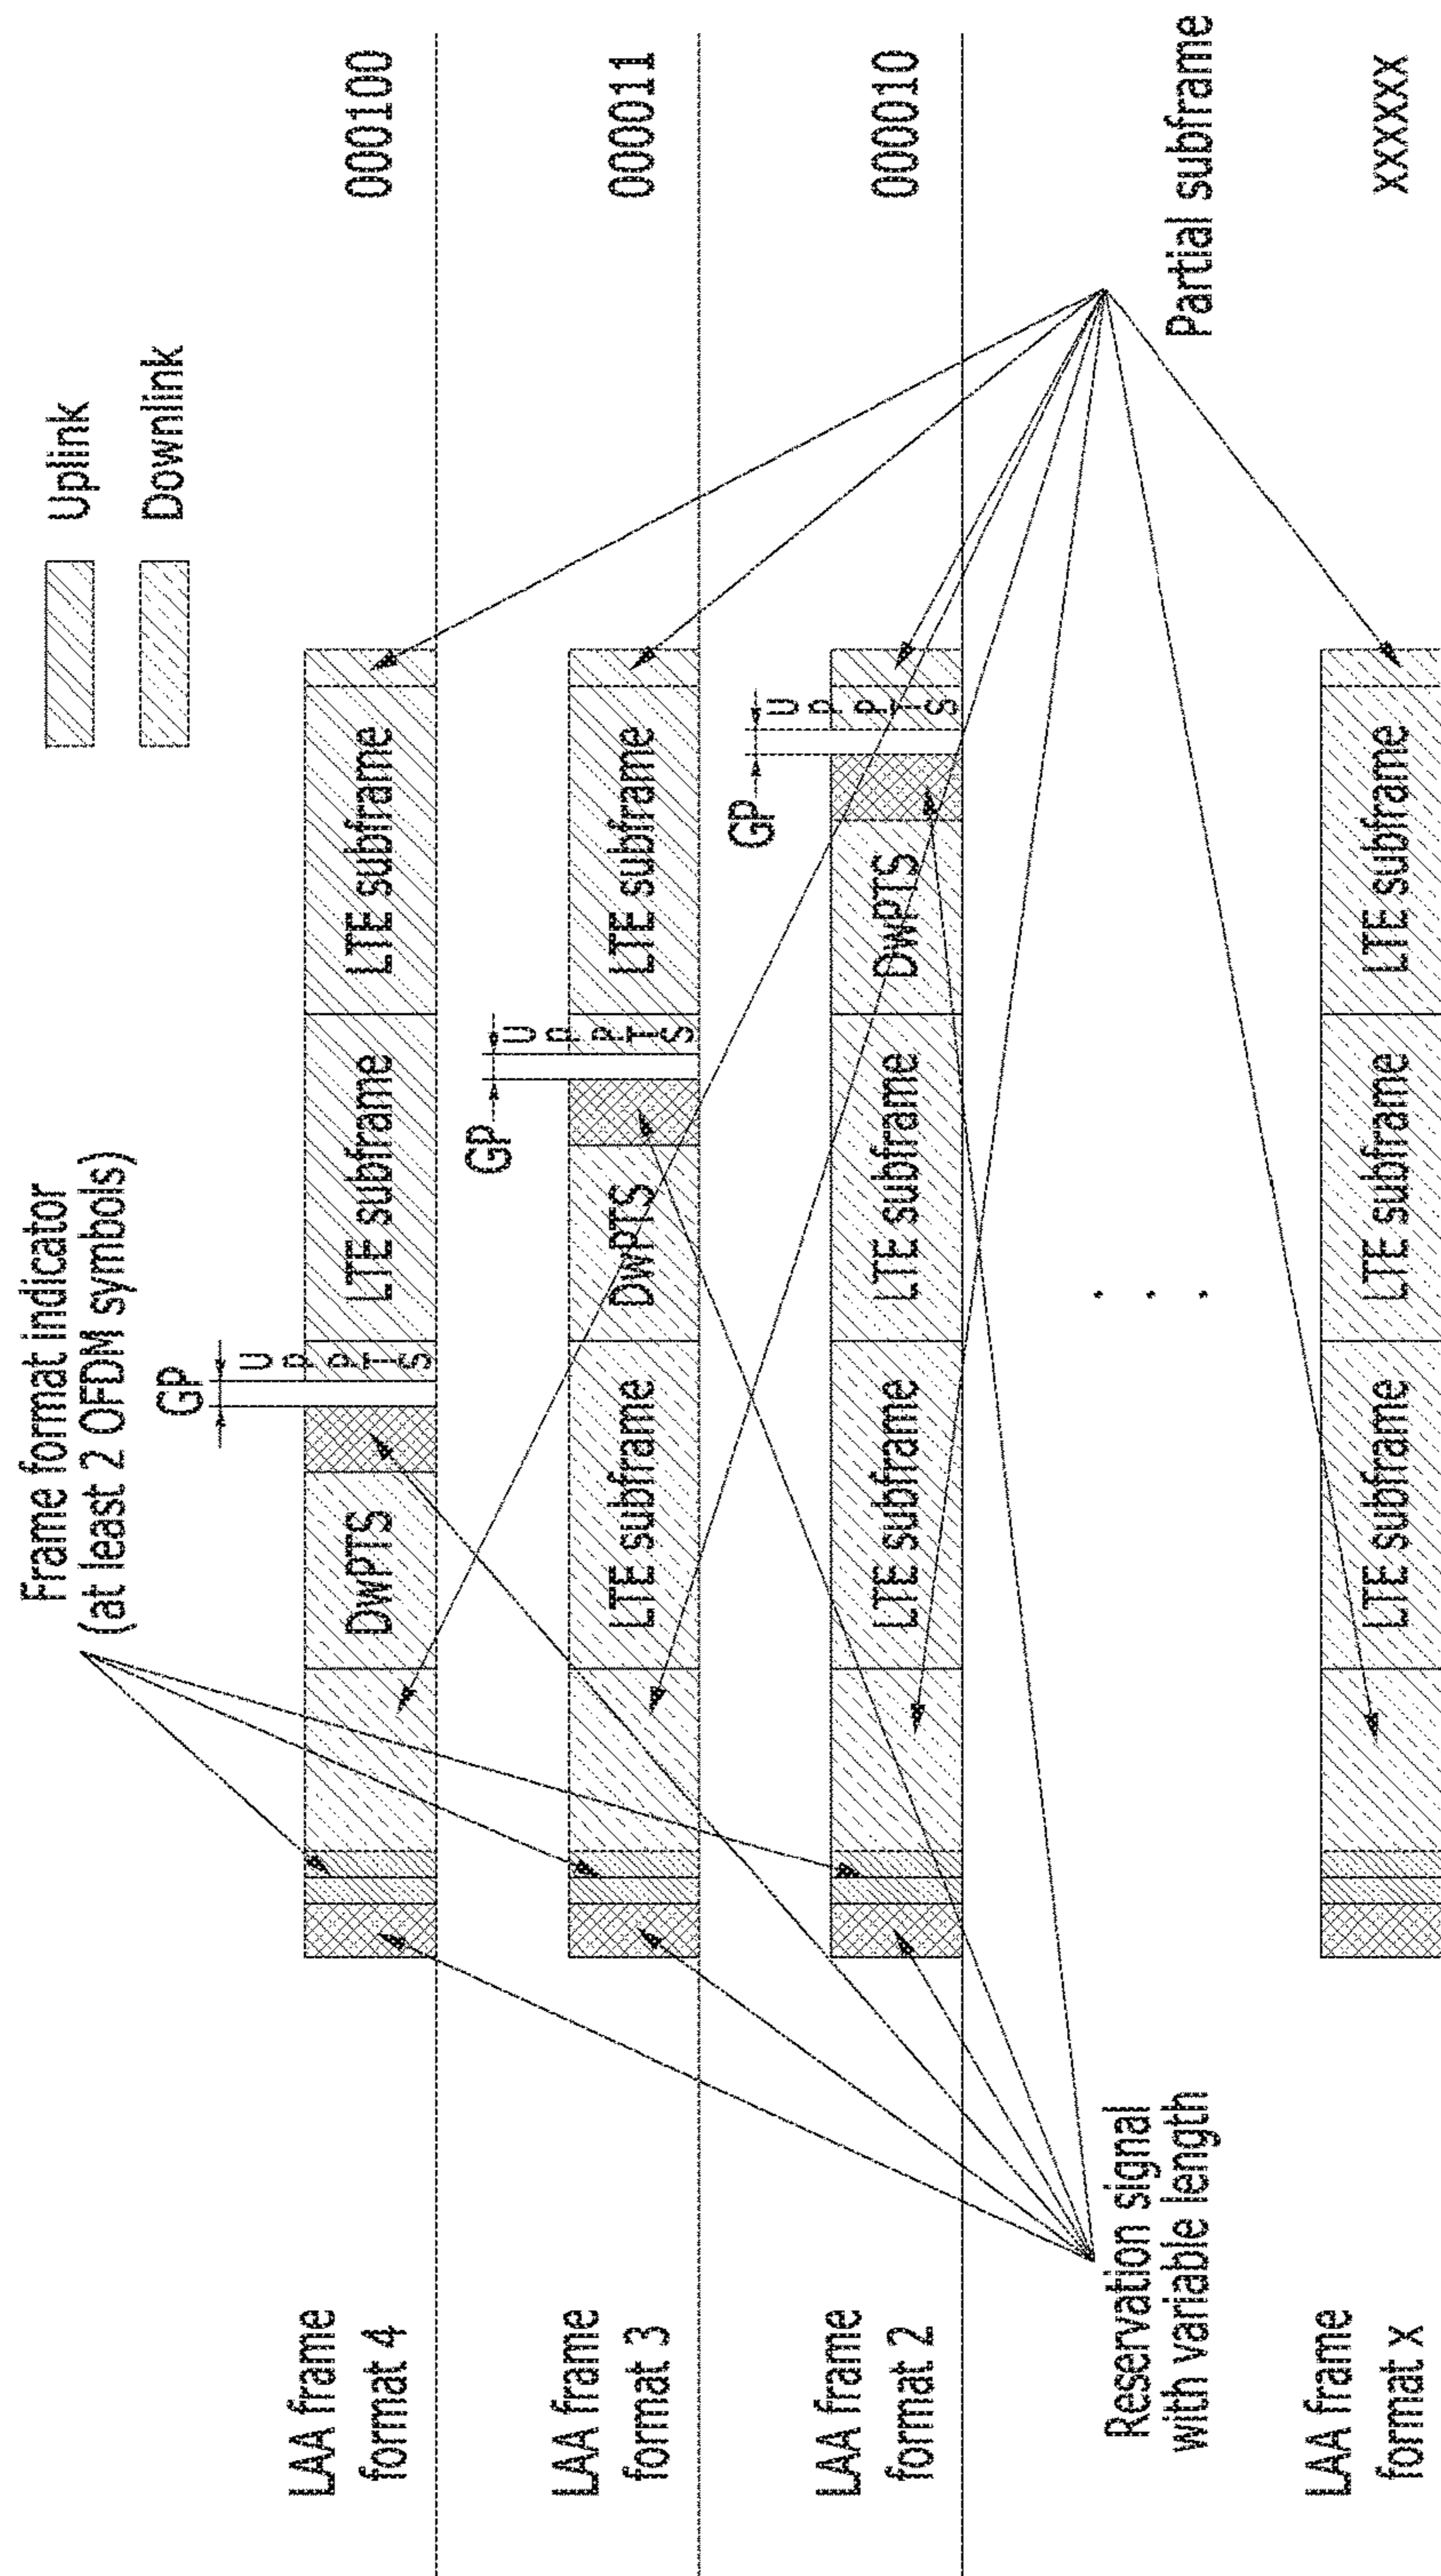 Frame format indicator
(at least 2 OFDM symbols)
Uplink
Downlink
LAA frame
format 4
DwPTS
GP
UpPTS
LTE subframe
LTE subframe
000100
LAA frame
format 3
LTE subframe
DwPTS
GP
UpPTS
LTE subframe
000011
LAA frame
format 2
LTE subframe
LTE subframe
DwPTS
GP
UpPTS
000010
Reservation signal
with variable length
Partial subframe
LAA frame
format x
LTE subframe
LTE subframe
LTE subframe
xxxxxx